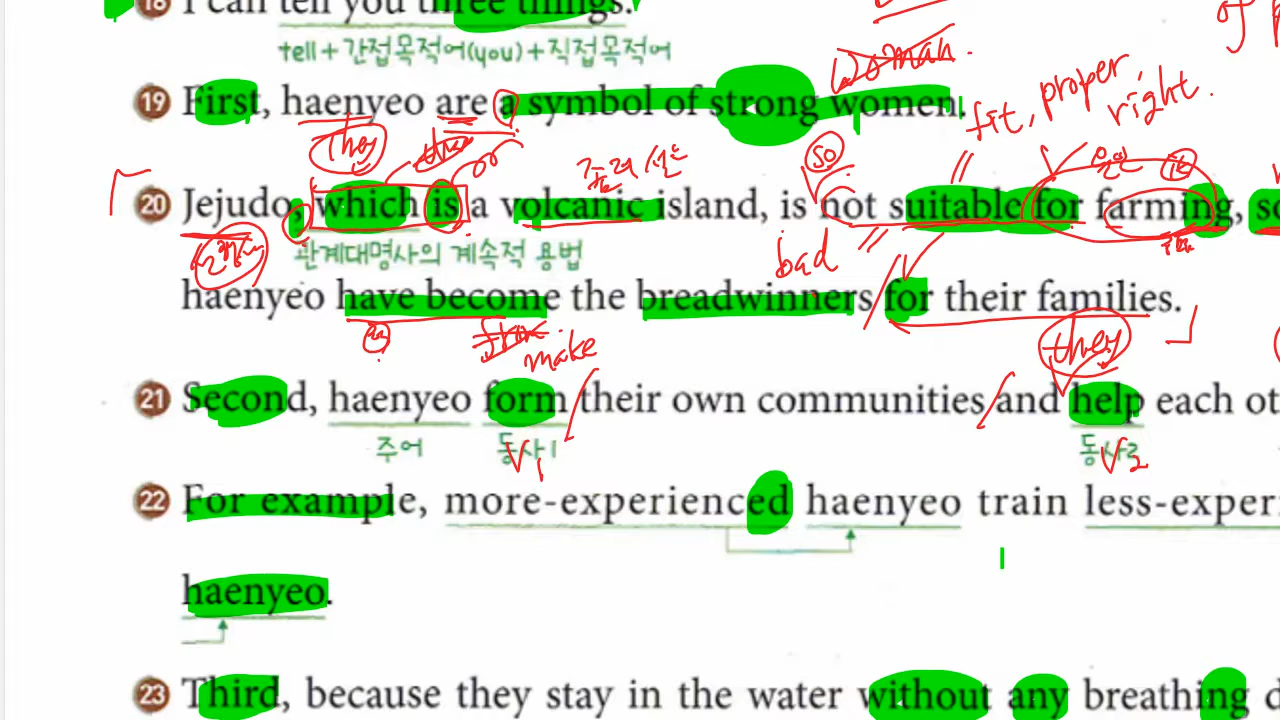 18 I can tell you three things.
tell+간접목적어(you)+직접목적어
woman.
of
19 First, haenyeo are a symbol of strong women.
fit, proper
right.
they
or
so
20 Jejudo, which is a volcanic island, is not suitable for farming, so
관계대명사의 계속적 용법
bad
haenyeo have become the breadwinners for their families.
make
they
21 Second, haenyeo form their own communities and help each ot
주어 동사1 동사2
V1 V2
22 For example, more-experienced haenyeo train less-exper
haenyeo.
23 Third, because they stay in the water without any breathing d